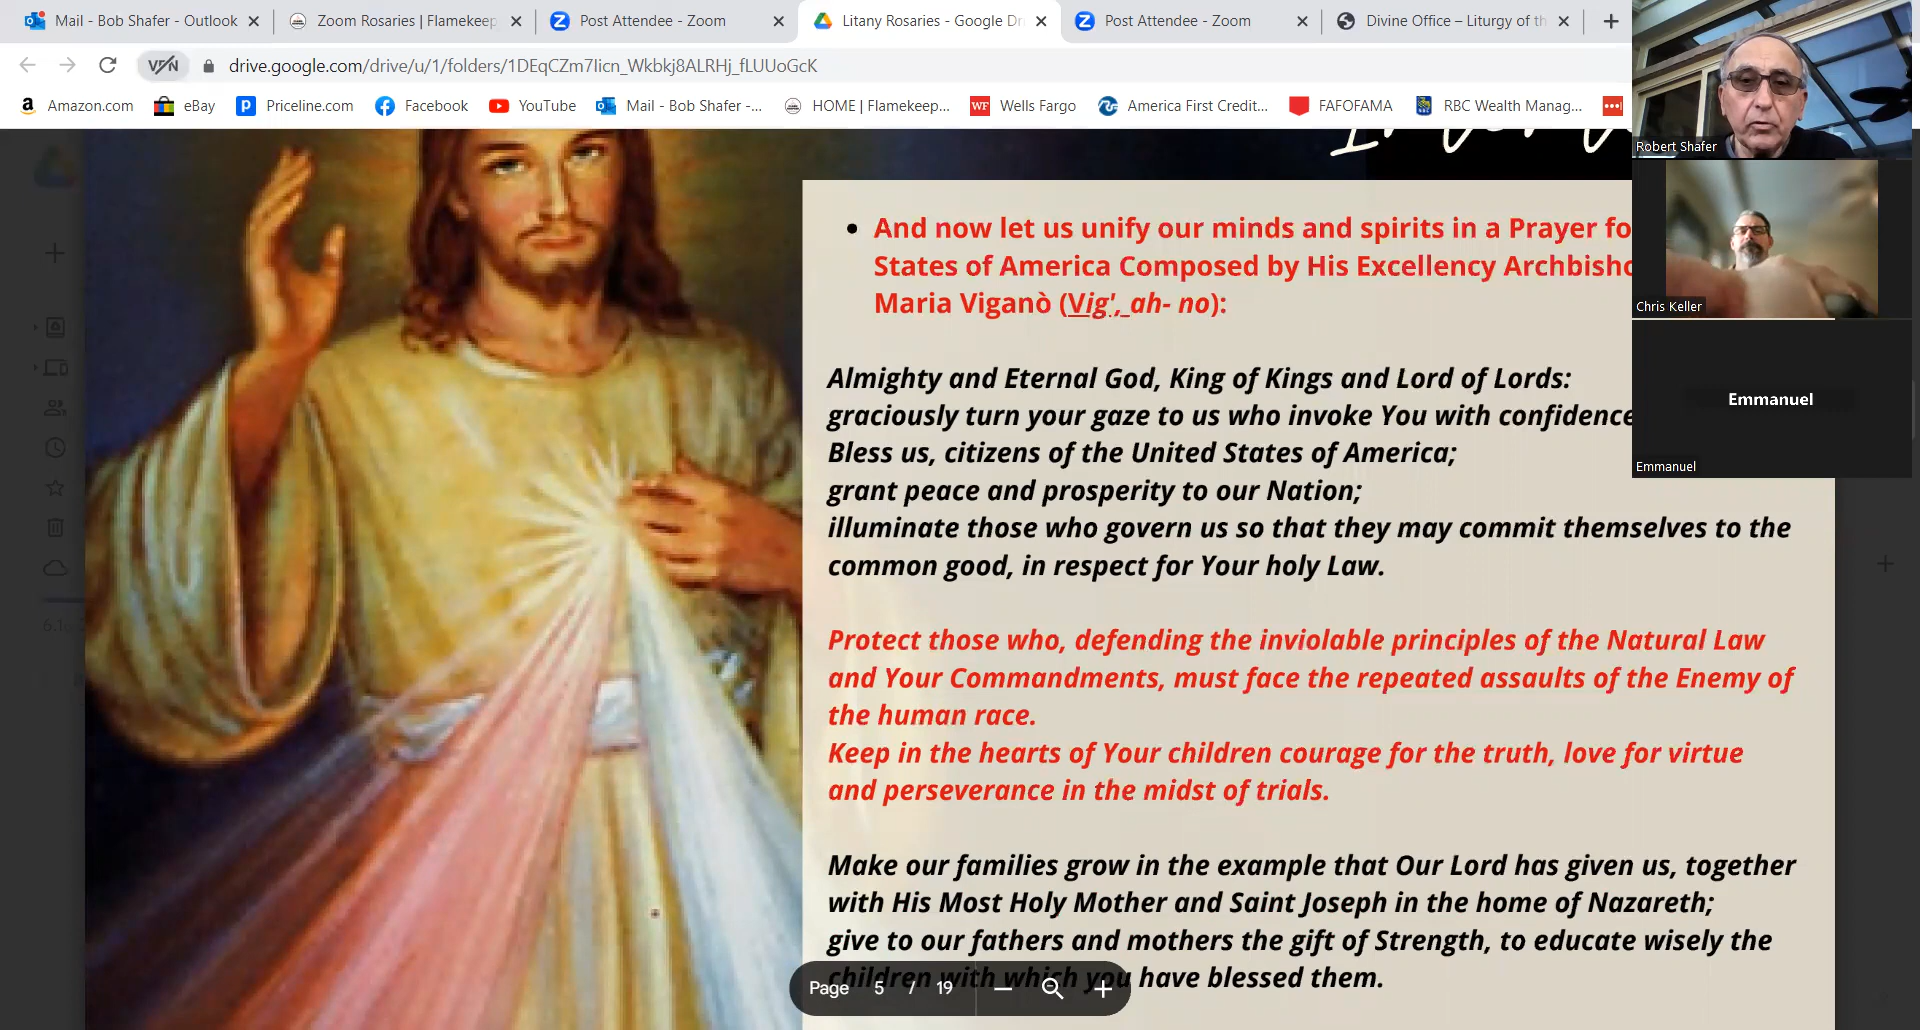 Mail - Bob Shafer - Outlook
Zoom Rosaries | Flamekeep
Post Attendee - Zoom
Litany Rosaries - Google Dr
Post Attendee - Zoom
Divine Office – Liturgy of th
VPN
drive.google.com/drive/u/1/folders/1DEqCZm7Iicn_Wkbkj8ALRHj_fLUUoGcK
Amazon.com
eBay
Priceline.com
Facebook
YouTube
Mail - Bob Shafer -...
HOME | Flamekeep...
WF Wells Fargo
America First Credit...
FAFOFAMA
RBC Wealth Manag...
Robert Shafer
Chris Keller
Emmanuel
Emmanuel
• And now let us unify our minds and spirits in a Prayer fo
States of America Composed by His Excellency Archbisho
Maria Viganò (Vig', ah- no):
Almighty and Eternal God, King of Kings and Lord of Lords:
graciously turn your gaze to us who invoke You with confidence
Bless us, citizens of the United States of America;
grant peace and prosperity to our Nation;
illuminate those who govern us so that they may commit themselves to the
common good, in respect for Your holy Law.
Protect those who, defending the inviolable principles of the Natural Law
and Your Commandments, must face the repeated assaults of the Enemy of
the human race.
Keep in the hearts of Your children courage for the truth, love for virtue
and perseverance in the midst of trials.
Make our families grow in the example that Our Lord has given us, together
with His Most Holy Mother and Saint Joseph in the home of Nazareth;
give to our fathers and mothers the gift of Strength, to educate wisely the
children with which you have blessed them.
Page 5 / 19